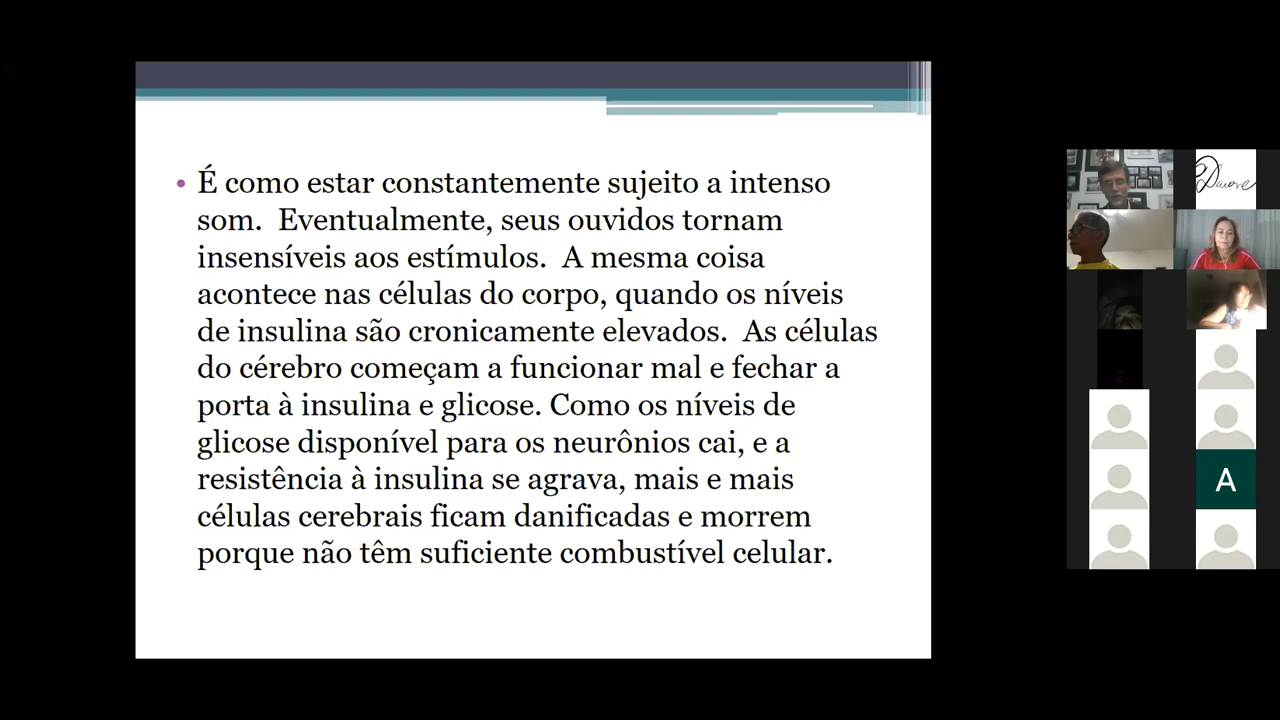 É como estar constantemente sujeito a intenso
som. Eventualmente, seus ouvidos tornam
insensíveis aos estímulos. A mesma coisa
acontece nas células do corpo, quando os níveis
de insulina são cronicamente elevados. As células
do cérebro começam a funcionar mal e fechar a
porta à insulina e glicose. Como os níveis de
glicose disponível para os neurônios cai, e a
resistência à insulina se agrava, mais e mais
células cerebrais ficam danificadas e morrem
porque não têm suficiente combustível celular.
A